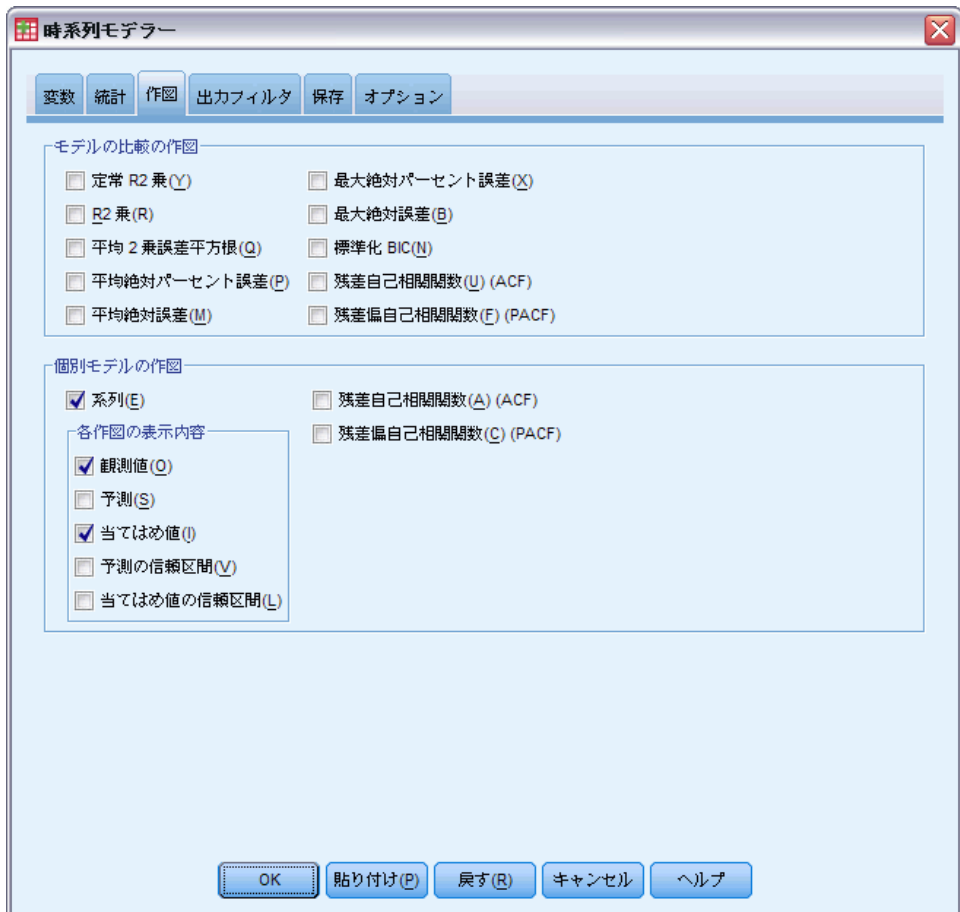 時系列モデラー
変数 統計 作図 出力フィルタ 保存 オプション
モデルの比較の作図
定常 R2 乗(Y)
最大絶対パーセント誤差(X)
R2 乗(R)
最大絶対誤差(B)
平均 2 乗誤差平方根(Q)
標準化 BIC(N)
平均絶対パーセント誤差(P)
残差自己相関関数(U) (ACF)
平均絶対誤差(M)
残差偏自己相関関数(F) (PACF)
個別モデルの作図
系列(E)
残差自己相関関数(A) (ACF)
残差偏自己相関関数(C) (PACF)
各作図の表示内容
観測値(O)
予測(S)
当てはめ値(I)
予測の信頼区間(V)
当てはめ値の信頼区間(L)
OK 貼り付け(P) 戻す(R) キャンセル ヘルプ